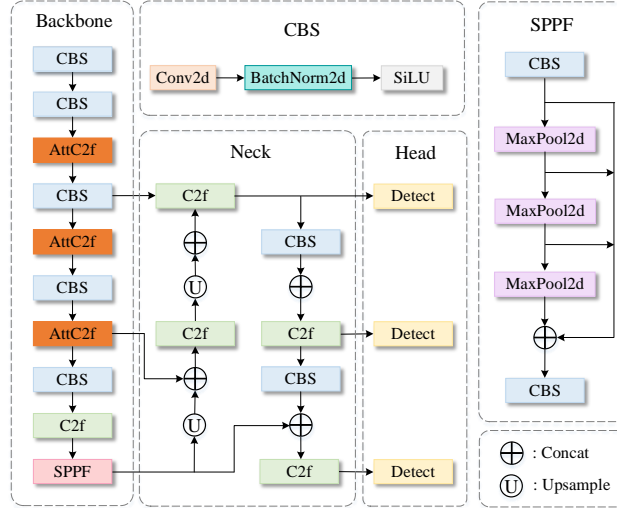 Backbone
CBS
CBS
AttC2f
CBS
AttC2f
CBS
AttC2f
CBS
C2f
SPPF
CBS
Conv2d
BatchNorm2d
SiLU
Neck
C2f
U
C2f
U
CBS
C2f
CBS
C2f
Head
Detect
Detect
Detect
SPPF
CBS
MaxPool2d
MaxPool2d
MaxPool2d
CBS
: Concat
U : Upsample